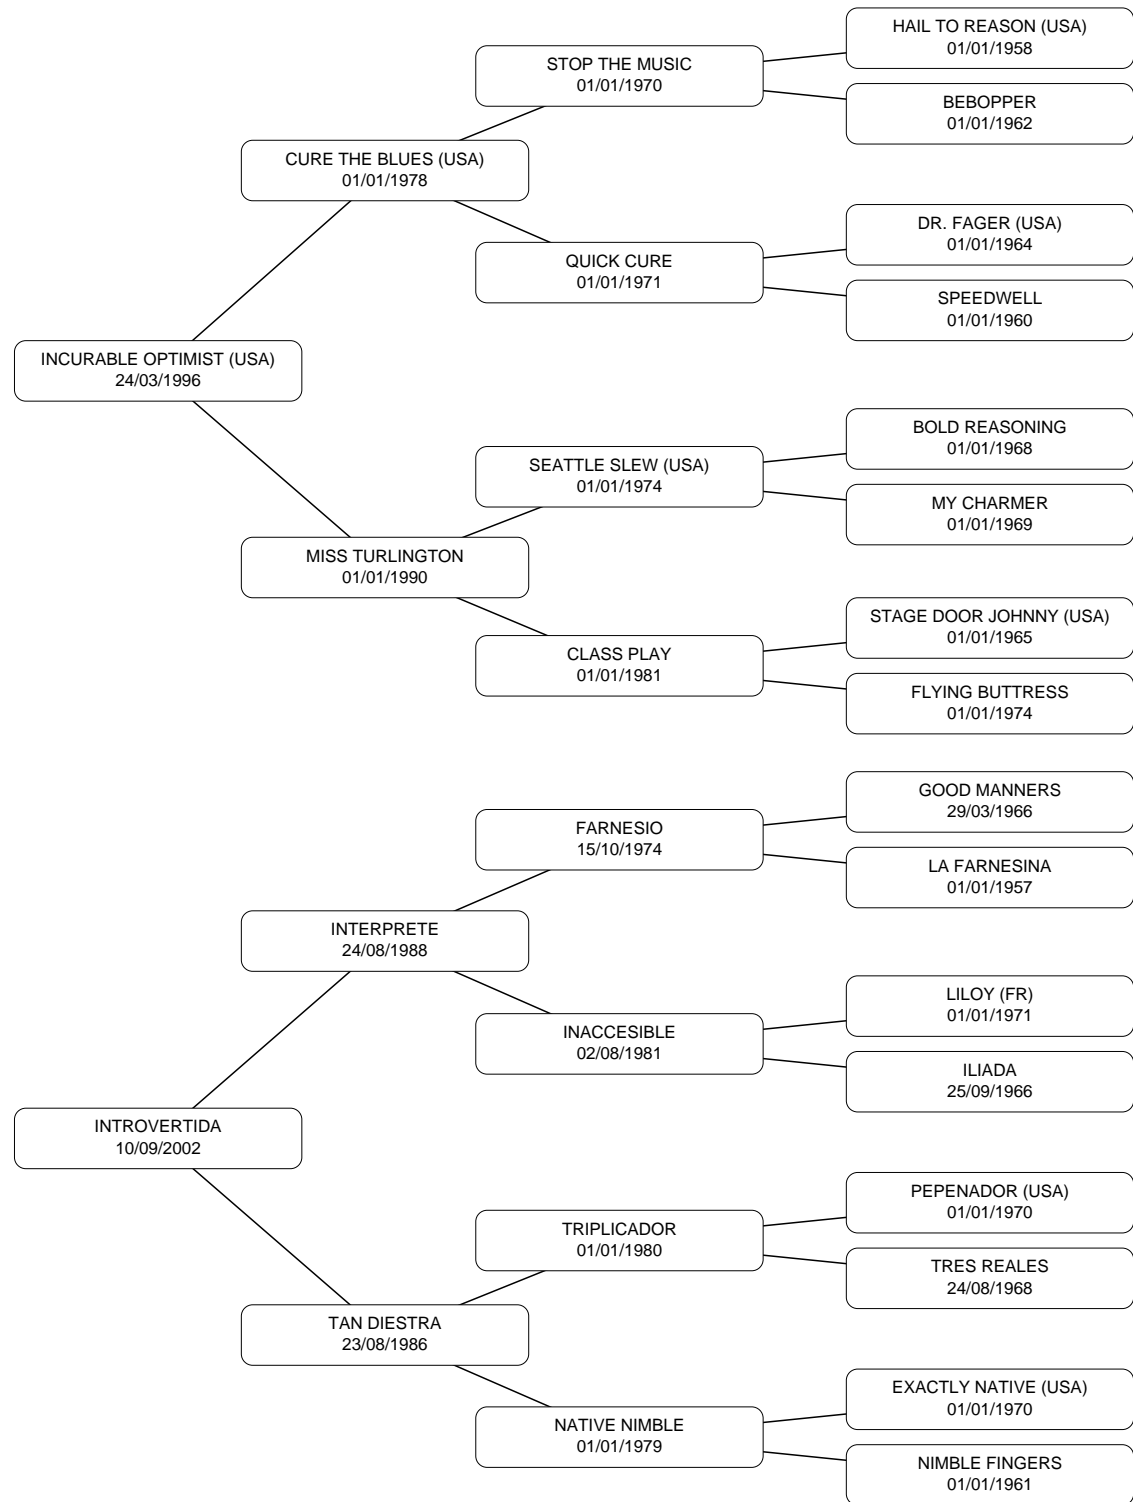 HAIL TO REASON (USA)
01/01/1958
STOP THE MUSIC
01/01/1970
BEBOPPER
01/01/1962
CURE THE BLUES (USA)
01/01/1978
DR. FAGER (USA)
01/01/1964
QUICK CURE
01/01/1971
SPEEDWELL
01/01/1960
INCURABLE OPTIMIST (USA)
24/03/1996
BOLD REASONING
01/01/1968
SEATTLE SLEW (USA)
01/01/1974
MY CHARMER
01/01/1969
MISS TURLINGTON
01/01/1990
STAGE DOOR JOHNNY (USA)
01/01/1965
CLASS PLAY
01/01/1981
FLYING BUTTRESS
01/01/1974
GOOD MANNERS
29/03/1966
FARNESIO
15/10/1974
LA FARNESINA
01/01/1957
INTERPRETE
24/08/1988
LILOY (FR)
01/01/1971
INACCESIBLE
02/08/1981
ILIADA
25/09/1966
INTROVERTIDA
10/09/2002
PEPENADOR (USA)
01/01/1970
TRIPLICADOR
01/01/1980
TRES REALES
24/08/1968
TAN DIESTRA
23/08/1986
EXACTLY NATIVE (USA)
01/01/1970
NATIVE NIMBLE
01/01/1979
NIMBLE FINGERS
01/01/1961